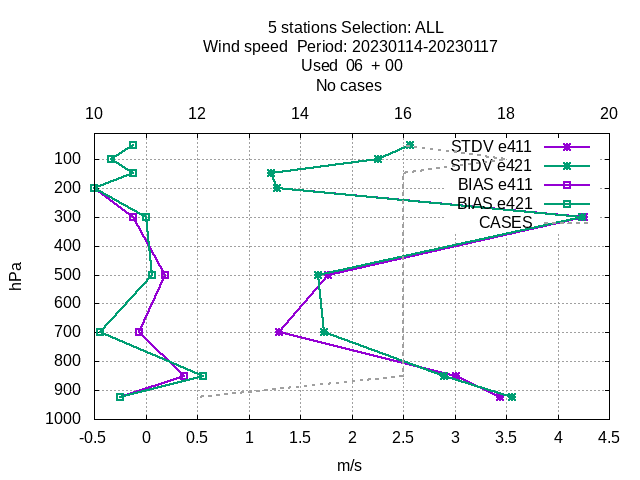 5 stations Selection: ALL
Wind speed  Period: 20230114-20230117
Used  06  + 00
No cases
10 12 14 16 18 20
STDV e411
STDV e421
BIAS e411
BIAS e421
CASES
hPa
100
200
300
400
500
600
700
800
900
1000
-0.5 0 0.5 1 1.5 2 2.5 3 3.5 4 4.5
m/s